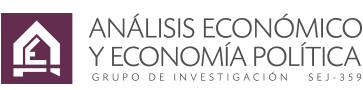 ANÁLISIS ECONÓMICO
Y ECONOMÍA POLÍTICA
GRUPO DE INVESTIGACIÓN SEJ-359